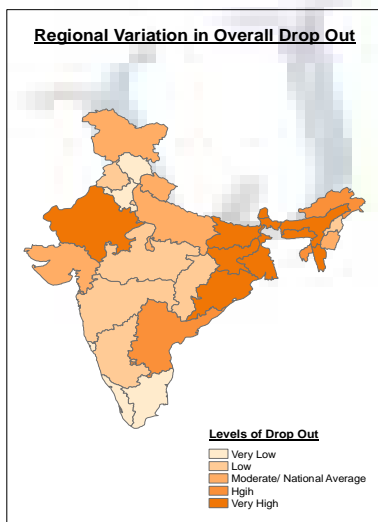 Regional Variation in Overall Drop Out
Levels of Drop Out
Very Low
Low
Moderate/ National Average
Hgih
Very High